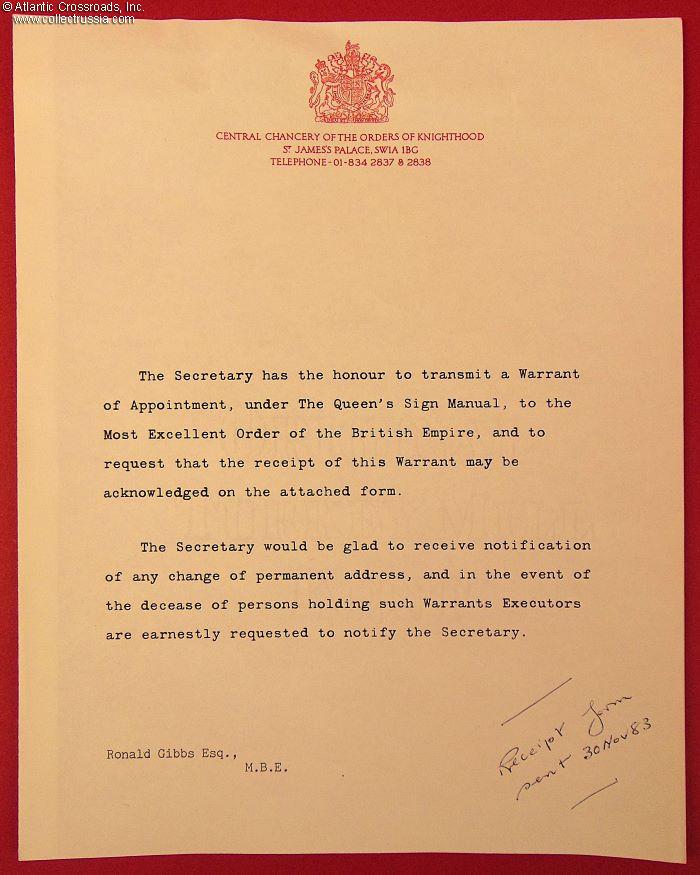 © Atlantic Crossroads, Inc.
www.collectrussia.com
CENTRAL CHANCERY OF THE ORDERS OF KNIGHTHOOD
ST JAMES'S PALACE, SW1A 1BG
TELEPHONE-01-834 2837 & 2838
The Secretary has the honour to transmit a Warrant
of Appointment, under The Queen's Sign Manual, to the
Most Excellent Order of the British Empire, and to
request that the receipt of this Warrant may be
acknowledged on the attached form.
The Secretary would be glad to receive notification
of any change of permanent address, and in the event of
the decease of persons holding such Warrants Executors
are earnestly requested to notify the Secretary.
Ronald Gibbs Esq.,
M.B.E.
Receipt form
sent 30 Nov 83